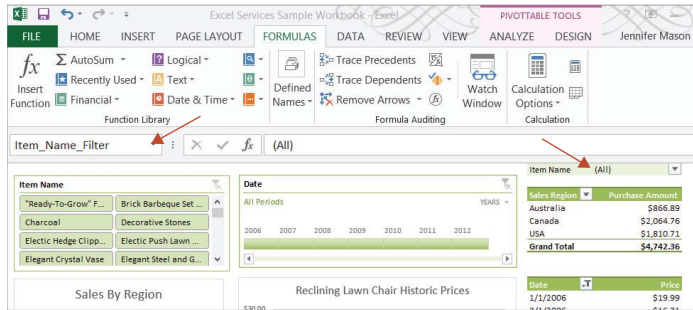 Excel Services Sample Workbook - Excel
PIVOTTABLE TOOLS
?
FILE HOME INSERT PAGE LAYOUT FORMULAS DATA REVIEW VIEW ANALYZE DESIGN Jennifer Mason
fx
Insert
Function
Σ AutoSum
Recently Used
Financial
? Logical
A Text
Date & Time
Function Library
Defined
Names
Trace Precedents
Trace Dependents
Remove Arrows
Watch
Window
Formula Auditing
Calculation
Options
Calculation
Item_Name_Filter
fx (All)
Item Name (All)
Item Name
"Ready-To-Grow" F...
Brick Barbeque Set ...
Charcoal
Decorative Stones
Electic Hedge Clipp...
Electic Push Lawn ...
Elegant Crystal Vase
Elegant Steel and G...
Date
All Periods
YEARS
2006 2007 2008 2009 2010 2011 2012
Sales Region Purchase Amount
Australia $866.89
Canada $2,064.76
USA $1,810.71
Grand Total $4,742.36
Sales By Region
Reclining Lawn Chair Historic Prices
$30.00
Date Price
1/1/2006 $19.99
$16.71